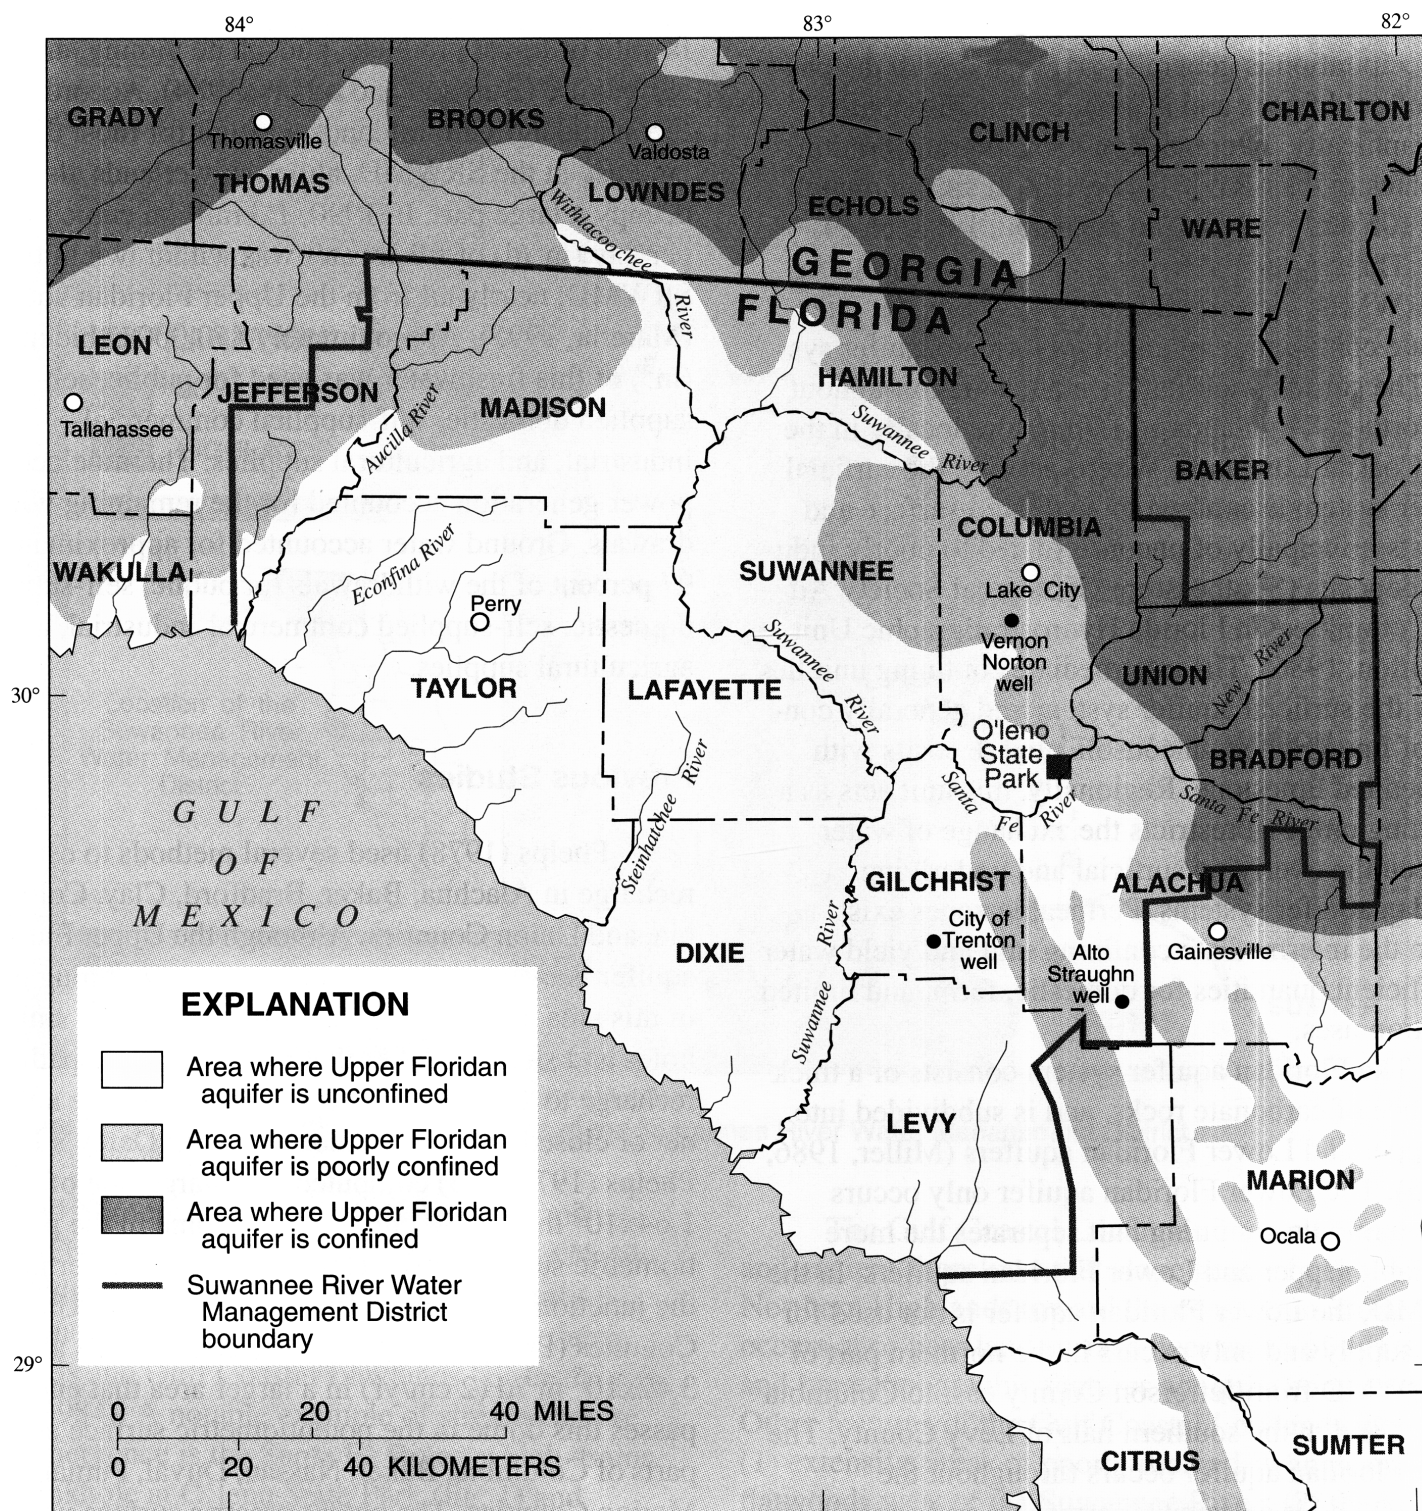 84°
83°
82°
GRADY
BROOKS
CLINCH
CHARLTON
Thomasville
Valdosta
THOMAS
LOWNDES
ECHOLS
WARE
Withlacoochee
River
GEORGIA
FLORIDA
LEON
JEFFERSON
MADISON
HAMILTON
Tallahassee
Aucilla River
Suwannee
River
BAKER
COLUMBIA
WAKULLA
Econfina River
SUWANNEE
Lake City
Perry
Vernon
Norton
well
Suwannee
River
UNION
New River
30°
TAYLOR
LAFAYETTE
O'leno
State
Park
BRADFORD
Santa Fe River
Santa Fe River
Steinhatchee River
GULF
OF
MEXICO
GILCHRIST
ALACHUA
City of
Trenton
well
Gainesville
DIXIE
Alto
Straughn
well
Suwannee River
LEVY
MARION
Ocala
EXPLANATION
Area where Upper Floridan
aquifer is unconfined
Area where Upper Floridan
aquifer is poorly confined
Area where Upper Floridan
aquifer is confined
Suwannee River Water
Management District
boundary
29°
0 20 40 MILES
0 20 40 KILOMETERS
CITRUS
SUMTER